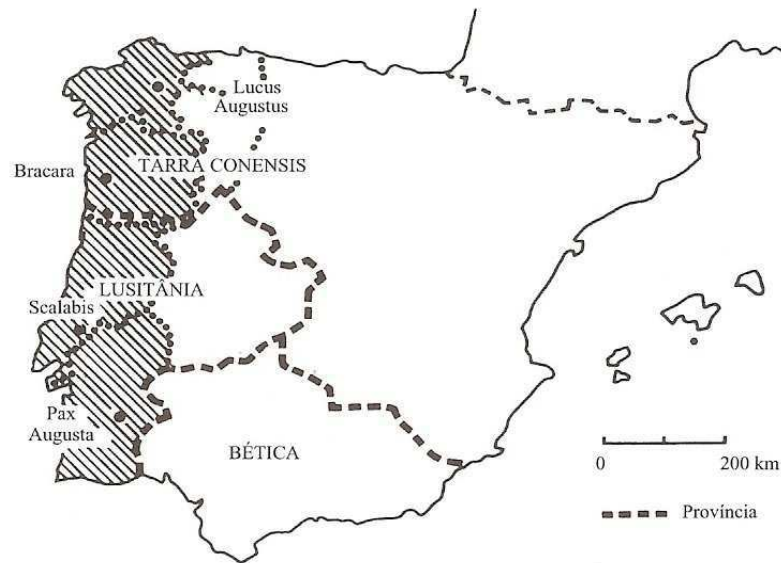 Lucus
Augustus
TARRA CONENSIS
Bracara
LUSITÂNIA
Scalabis
Pax
Augusta
BÉTICA
0 200 km
Província